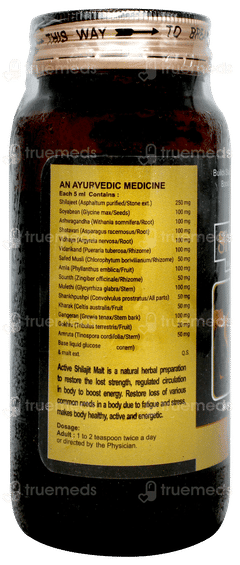 THIS WAY TO
AN AYURVEDIC MEDICINE
Each 5 ml Contains :
Shilajeet (Asphaltum purified/Stone ext.) 250 mg
Soyabean (Glycine max/Seeds) 100 mg
Ashwagandha (Withania somnifera/Root) 100 mg
Shatawari (Asparagus racemosus/Root) 100 mg
Vidhara (Argyreia nervosa/Root) 100 mg
Vidarikand (Pueraria tuberosa/Rhizome) 100 mg
Safed Musli (Chlorophytum borivilianum/Rhizome) 50 mg
Amla (Phyllanthus emblica/Fruit) 100 mg
Sounth (Zingiber officinale/Rhizome) 50 mg
Mulethi (Glycyrrhiza glabra/Stem) 100 mg
Shankhpushpi (Convolvulus prostratus/All parts) 50 mg
Kharak (Celtis australis/Fruit) 50 mg
Gangeran (Grewia tenax/Stem bark) 100 mg
Gokhru (Tribulus terrestris/Fruit) 50 mg
Amruta (Tinospora cordifolia/Stem) 50 mg
Base liquid glucose
& malt ext. Q.S.
Active Shilajit Malt is a natural herbal preparation
to restore the lost strength, regulated circulation
in body to boost energy. Restore loss of various
common needs in a body due to fatigue and stress,
makes body healthy, active and energetic.
Dosage:
Adult : 1 to 2 teaspoon twice a day
or directed by the Physician.
truemeds